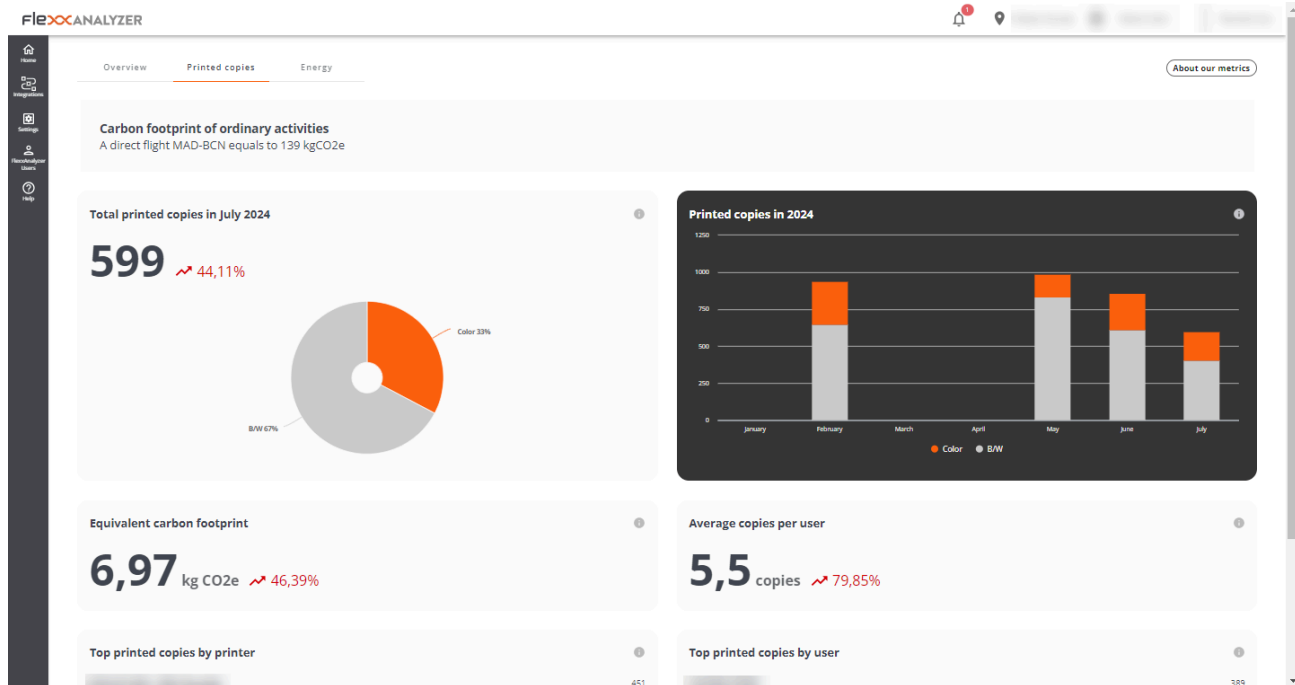 FlexxANALYZER
1
Home
Integrations
Settings
FlexxAnalyzer
Users
Help
Overview
Printed copies
Energy
About our metrics
Carbon footprint of ordinary activities
A direct flight MAD-BCN equals to 139 kgCO2e
Total printed copies in July 2024
599 44,11%
Color 33%
B/W 67%
Printed copies in 2024
1250
1000
750
500
250
0
January February March April May June July
Color B/W
Equivalent carbon footprint
6,97 kg CO2e 46,39%
Average copies per user
5,5 copies 79,85%
Top printed copies by printer
451
Top printed copies by user
389